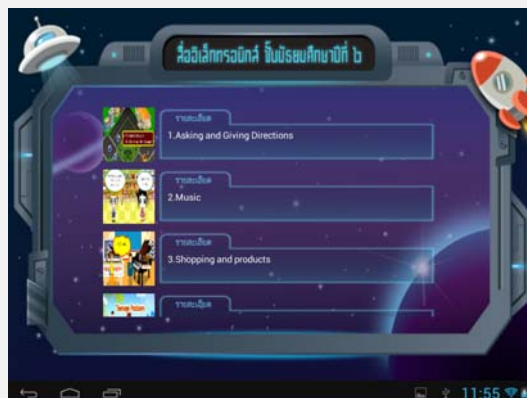 สื่ออิเล็กทรอนิกส์ ชั้นมัธยมศึกษาปีที่ ๖
รายละเอียด
1.Asking and Giving Directions
รายละเอียด
2.Music
รายละเอียด
3.Shopping and products
รายละเอียด
11:55